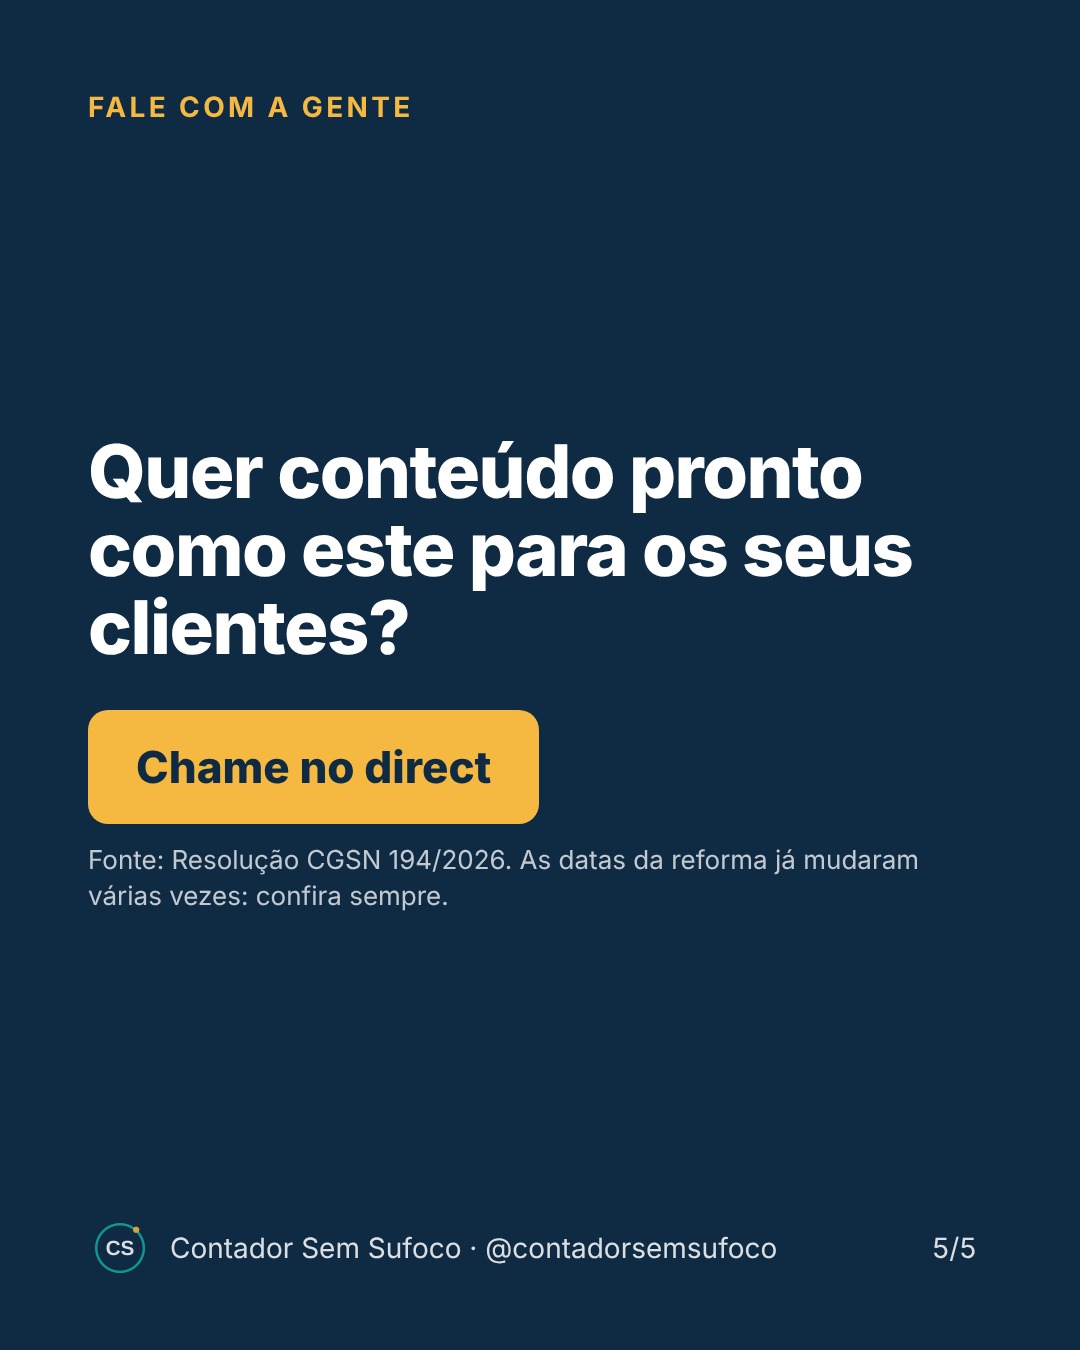 FALE COM A GENTE
Quer conteúdo pronto
como este para os seus
clientes?
Chame no direct
Fonte: Resolução CGSN 194/2026. As datas da reforma já mudaram
várias vezes: confira sempre.
CS Contador Sem Sufoco · @contadorsemsufoco 5/5